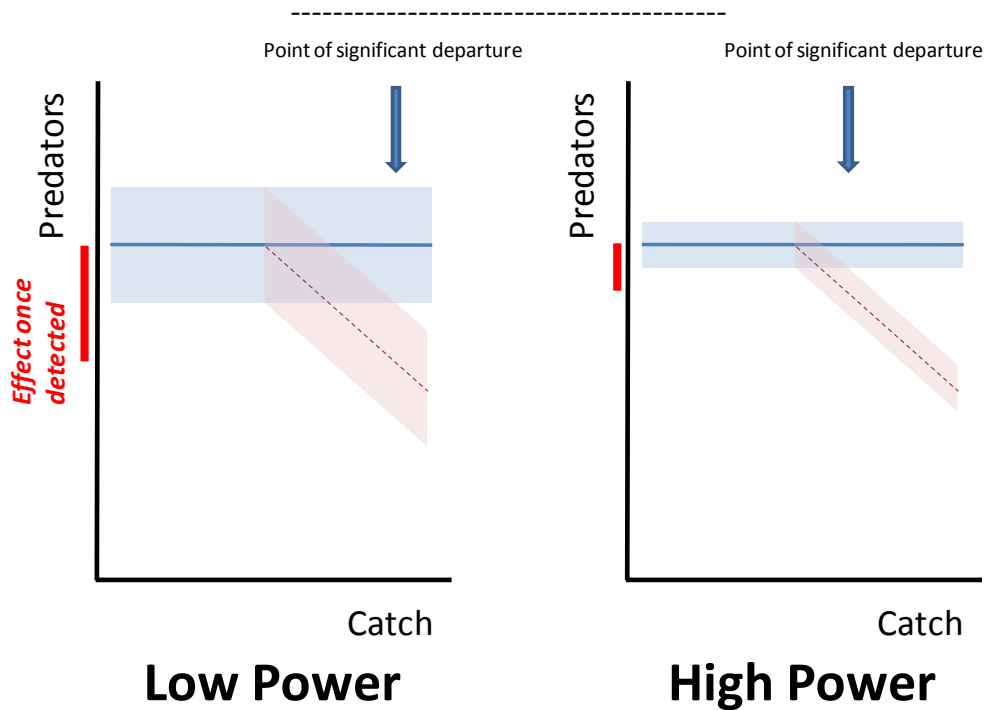 Point of significant departure
Point of significant departure
Predators
Predators
Effect once
detected
Catch
Catch
Low Power
High Power